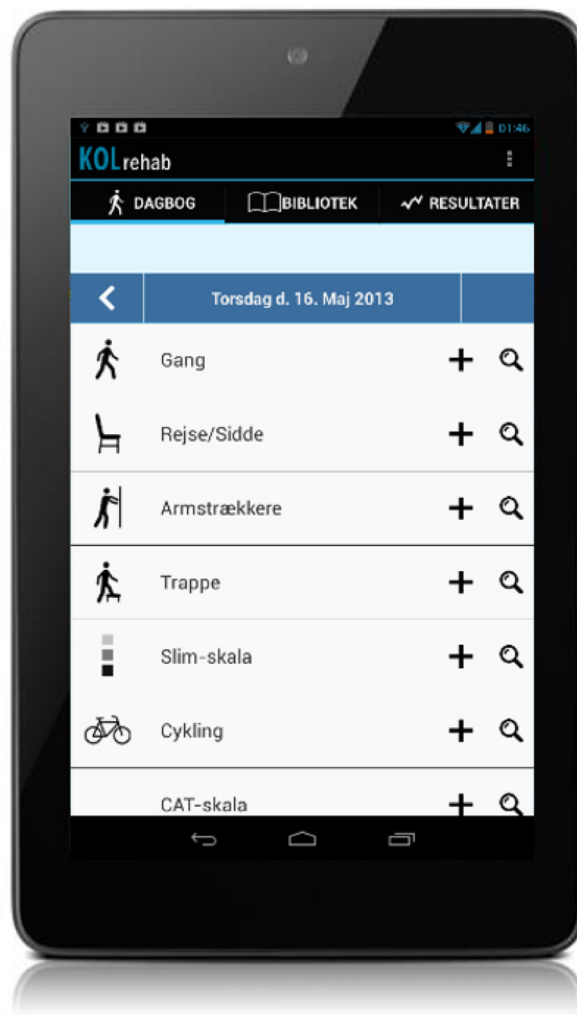 01:46
KOLrehab
DAGBOG BIBLIOTEK RESULTATER
Torsdag d. 16. Maj 2013
Gang
Rejse/Sidde
Armstrækkere
Trappe
Slim-skala
Cykling
CAT-skala